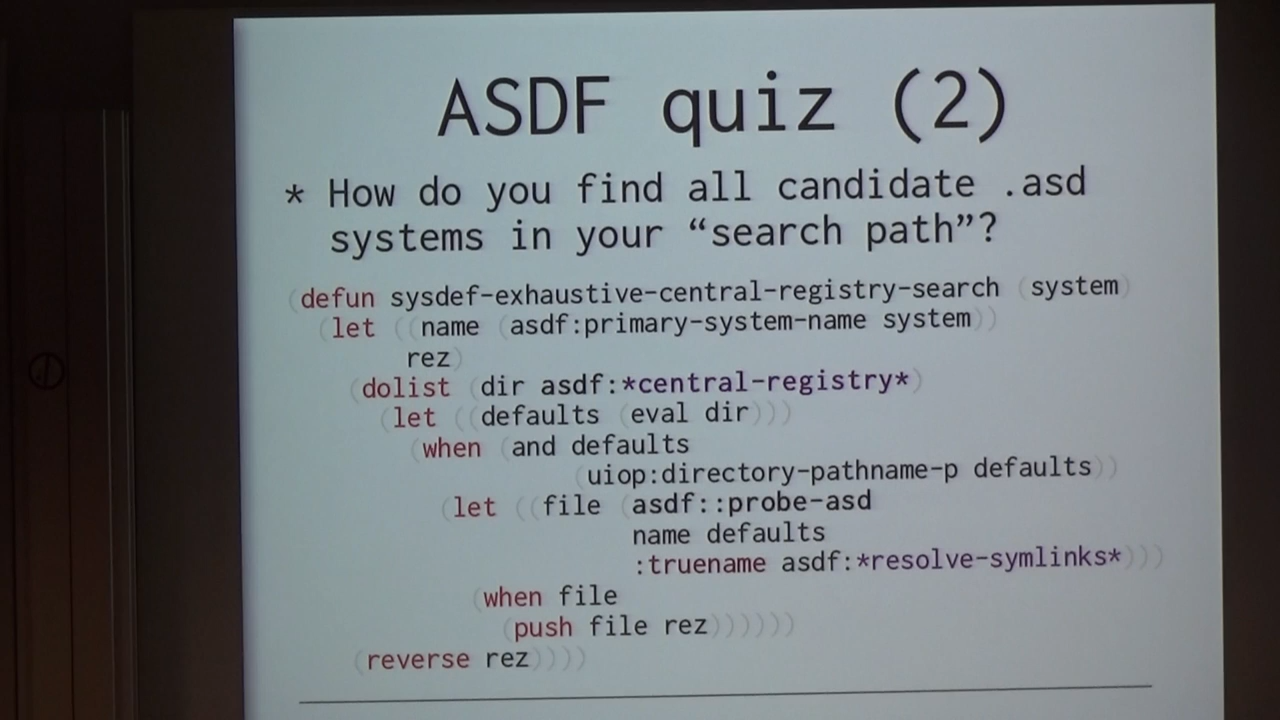 ASDF quiz (2)
* How do you find all candidate .asd
systems in your “search path”?
(defun sysdef-exhaustive-central-registry-search (system)
(let ((name (asdf:primary-system-name system))
rez)
(dolist (dir asdf:*central-registry*)
(let ((defaults (eval dir)))
(when (and defaults
(uiop:directory-pathname-p defaults))
(let ((file (asdf::probe-asd
name defaults
:truename asdf:*resolve-symlinks*)))
(when file
(push file rez))))))
(reverse rez))))